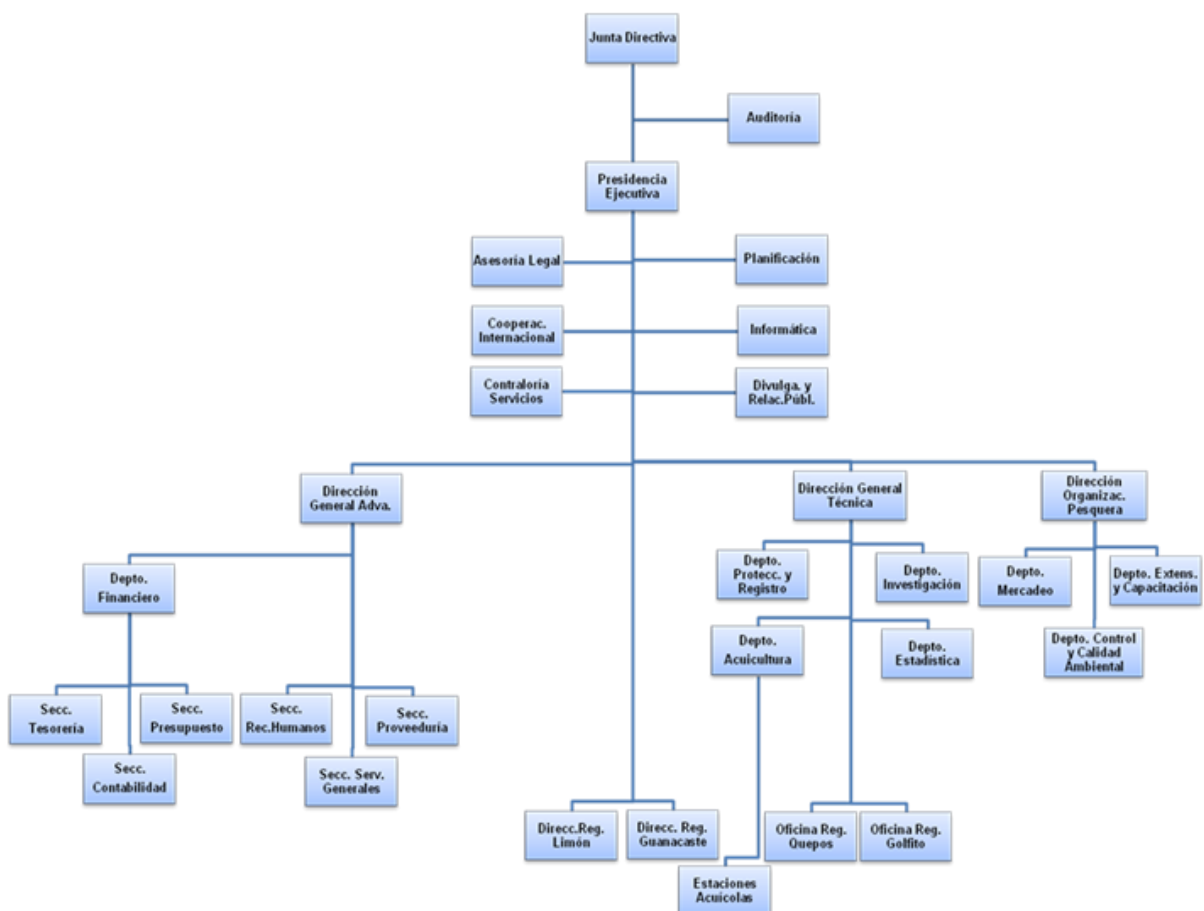 Junta Directiva
Auditoría
Presidencia
Ejecutiva
Asesoría Legal
Planificación
Cooperac.
Internacional
Informática
Contraloría
Servicios
Divulga. y
Relac.Públ.
Dirección
General Adva.
Dirección General
Técnica
Dirección
Organizac.
Pesquera
Depto.
Financiero
Depto.
Protecc. y
Registro
Depto.
Investigación
Depto.
Mercadeo
Depto. Extens.
y Capacitación
Depto.
Acuicultura
Depto.
Estadística
Depto. Control
y Calidad
Ambiental
Secc.
Tesorería
Secc.
Presupuesto
Secc.
Rec.Humanos
Secc.
Proveeduría
Secc.
Contabilidad
Secc. Serv.
Generales
Direcc.Reg.
Limón
Direcc. Reg.
Guanacaste
Oficina Reg.
Quepos
Oficina Reg.
Golfito
Estaciones
Acuícolas